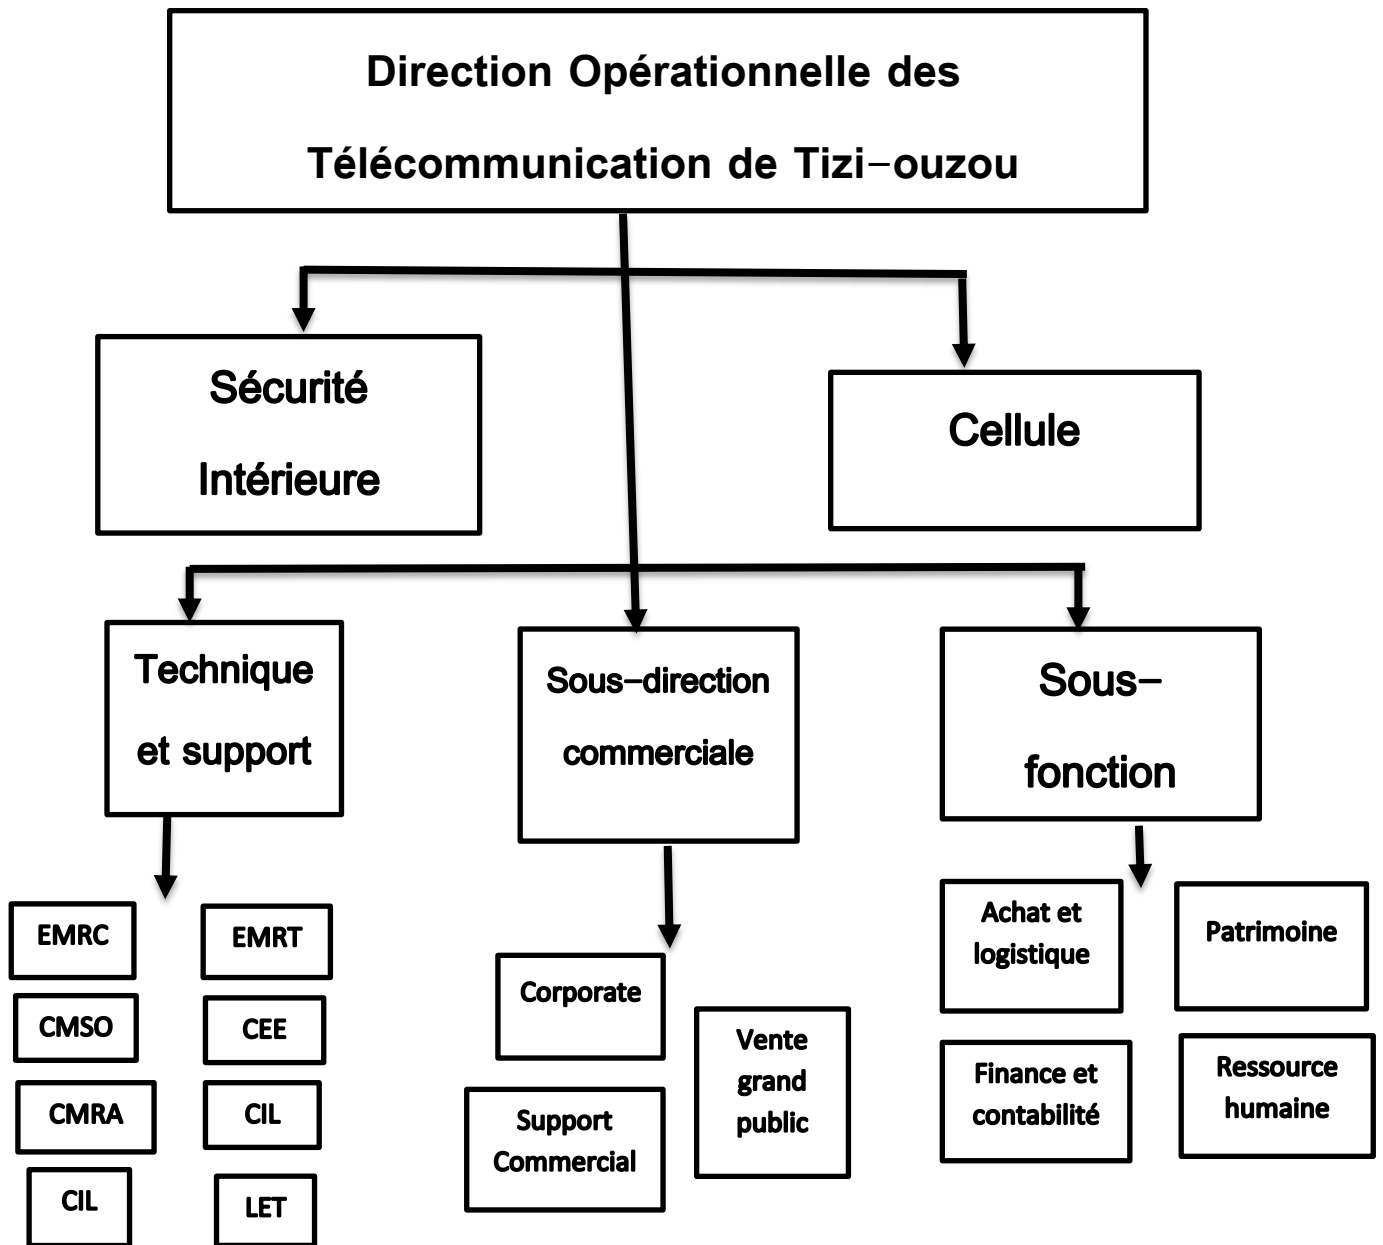 Direction Opérationnelle des
Télécommunication de Tizi-ouzou
Sécurité
Intérieure
Cellule
Technique
et support
Sous-direction
commerciale
Sous-
fonction
EMRC
EMRT
CMSO
CEE
CMRA
CIL
CIL
LET
Corporate
Vente
grand
public
Support
Commercial
Achat et
logistique
Patrimoine
Finance et
contabilité
Ressource
humaine